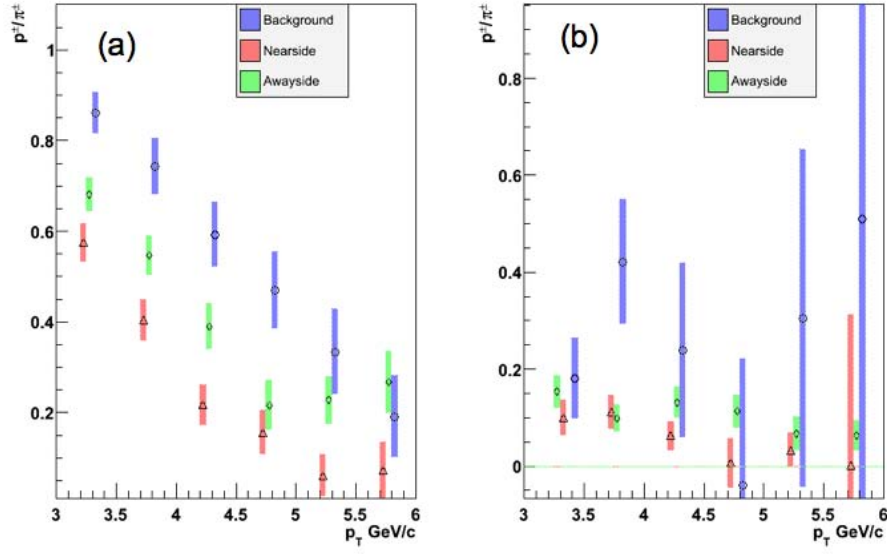 p±/π±
(a)
Background
Nearside
Awayside
1
0.8
0.6
0.4
0.2
3 3.5 4 4.5 5 5.5 6
p_T GeV/c
p±/π±
(b)
Background
Nearside
Awayside
0.8
0.6
0.4
0.2
0
3 3.5 4 4.5 5 5.5 6
p_T GeV/c